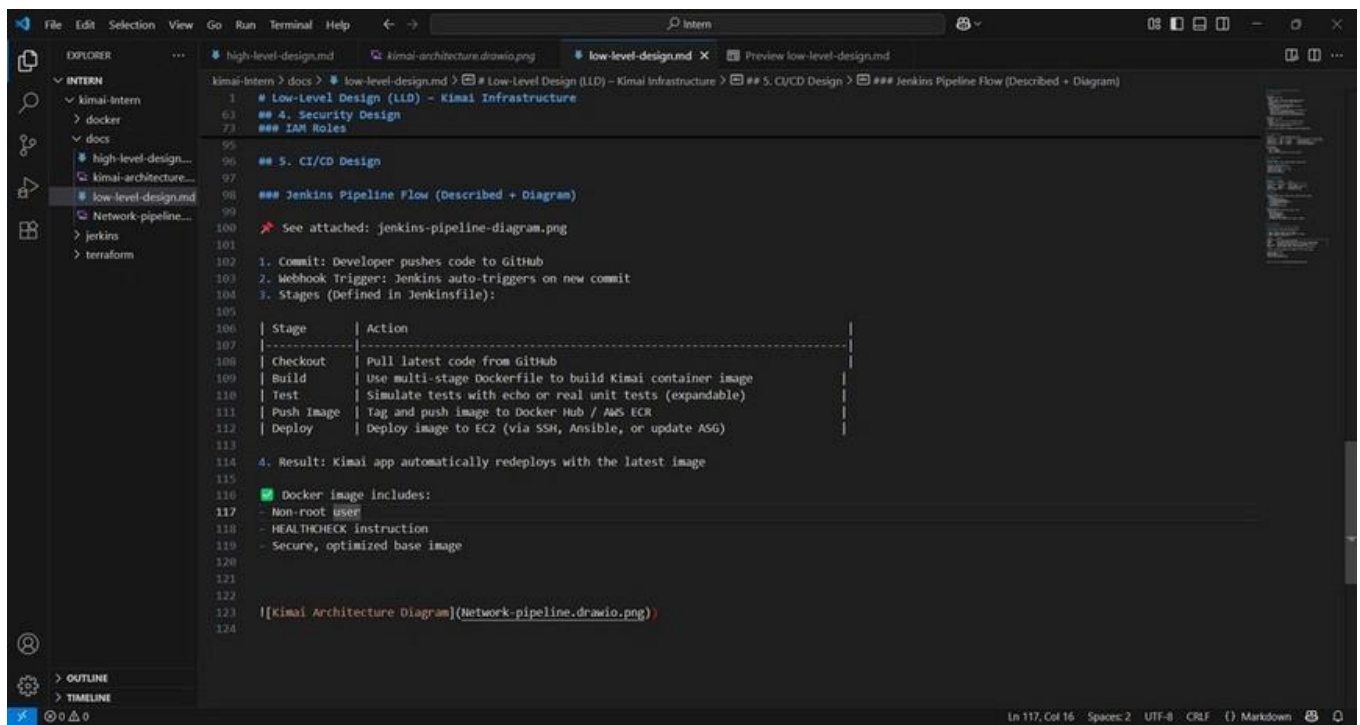 File Edit Selection View Go Run Terminal Help
Intern
EXPLORER
INTERN
kimai-Intern
docker
docs
high-level-design....
kimai-architecture....
low-level-design.md
Network-pipeline....
jerkins
terraform
OUTLINE
TIMELINE
high-level-design.md kimai-architecture.drawio.png low-level-design.md Preview low-level-design.md
kimai-Intern > docs > low-level-design.md > # Low-Level Design (LLD) – Kimai Infrastructure > ## 5. CI/CD Design > ### Jenkins Pipeline Flow (Described + Diagram)
1 # Low-Level Design (LLD) – Kimai Infrastructure
63 ## 4. Security Design
73 ### IAM Roles
95
96 ## 5. CI/CD Design
97
98 ### Jenkins Pipeline Flow (Described + Diagram)
99
100 📌 See attached: jenkins-pipeline-diagram.png
101
102 1. Commit: Developer pushes code to GitHub
103 2. Webhook Trigger: Jenkins auto-triggers on new commit
104 3. Stages (Defined in Jenkinsfile):
105
106 | Stage | Action |
107 |------------|----------------------------------------------------------------------|
108 | Checkout | Pull latest code from GitHub |
109 | Build | Use multi-stage Dockerfile to build Kimai container image |
110 | Test | Simulate tests with echo or real unit tests (expandable) |
111 | Push Image | Tag and push image to Docker Hub / AWS ECR |
112 | Deploy | Deploy image to EC2 (via SSH, Ansible, or update ASG) |
113
114 4. Result: Kimai app automatically redeploys with the latest image
115
116 ✅ Docker image includes:
117 - Non-root user
118 - HEALTHCHECK instruction
119 - Secure, optimized base image
120
121
122
123 ![Kimai Architecture Diagram](Network-pipeline.drawio.png))
124
0 0
Ln 117, Col 16 Spaces: 2 UTF-8 CRLF {} Markdown